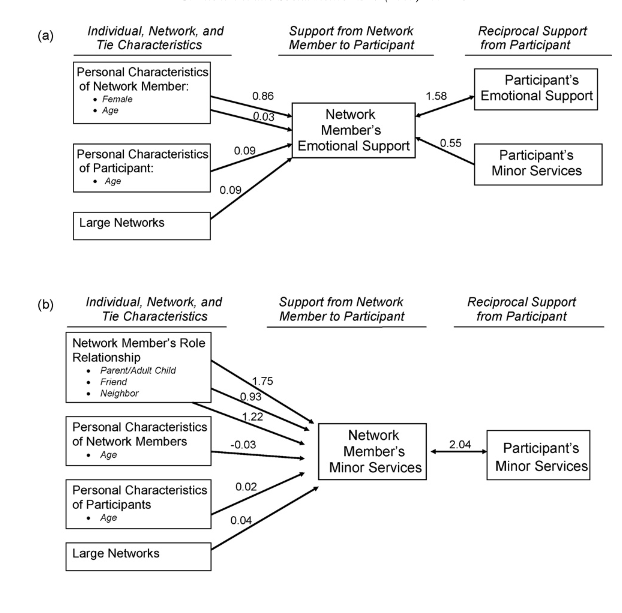 (a)
Individual, Network, and
Tie Characteristics
Support from Network
Member to Participant
Reciprocal Support
from Participant
Personal Characteristics
of Network Member:
• Female
• Age
Personal Characteristics
of Participant:
• Age
Large Networks
0.86
0.03
0.09
0.09
Network
Member's
Emotional Support
1.58
0.55
Participant's
Emotional Support
Participant's
Minor Services
(b)
Individual, Network, and
Tie Characteristics
Support from Network
Member to Participant
Reciprocal Support
from Participant
Network Member's Role
Relationship
• Parent/Adult Child
• Friend
• Neighbor
Personal Characteristics
of Network Members
• Age
Personal Characteristics
of Participants
• Age
Large Networks
1.75
0.93
1.22
-0.03
0.02
0.04
Network
Member's
Minor Services
2.04
Participant's
Minor Services